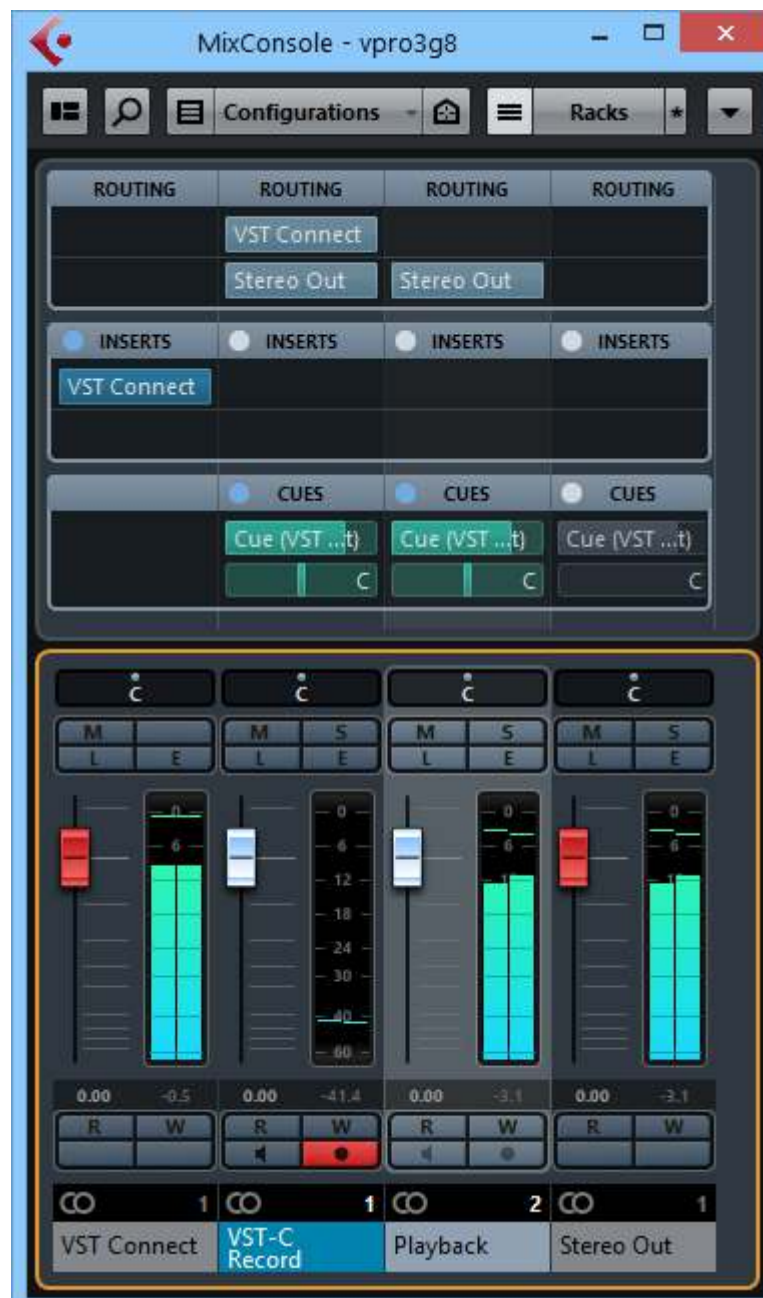 MixConsole - vpro3g8
Configurations Racks *
ROUTING ROUTING ROUTING ROUTING
VST Connect
Stereo Out Stereo Out
INSERTS INSERTS INSERTS INSERTS
VST Connect
CUES CUES CUES
Cue (VST ...t) Cue (VST ...t) Cue (VST ...t)
C C C
C C C C
M M S M S M S
L E L E L E L E
0 0 0 0
6 6 6 6
12
18
24
30
40
60
0.00 -0.5 0.00 -41.4 0.00 -3.1 0.00 -3.1
R W R W R W R W
1 1 2 1
VST Connect VST-C Record Playback Stereo Out